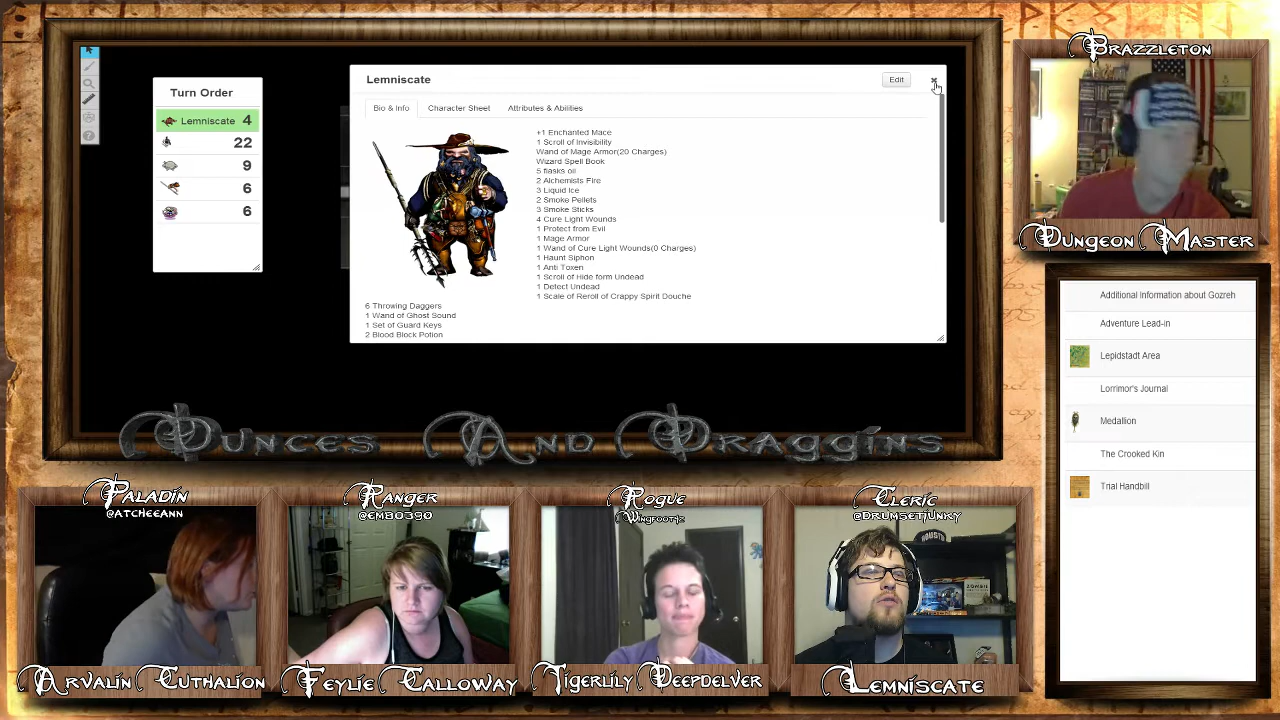 Brazzleton
Dungeon Master
Turn Order
Lemniscate 4
22
9
6
6
Lemniscate
Edit
Bio & Info
Character Sheet
Attributes & Abilities
+1 Enchanted Mace
1 Scroll of Invisibility
Wand of Mage Armor(20 Charges)
Wizard Spell Book
5 flasks oil
2 Alchemists Fire
3 Liquid Ice
2 Smoke Pellets
3 Smoke Sticks
4 Cure Light Wounds
1 Protect from Evil
1 Mage Armor
1 Wand of Cure Light Wounds(0 Charges)
1 Haunt Siphon
1 Anti Toxen
1 Scroll of Hide form Undead
1 Detect Undead
1 Scale of Reroll of Crappy Spirit Douche
6 Throwing Daggers
1 Wand of Ghost Sound
1 Set of Guard Keys
2 Blood Block Potion
Additional Information about Gozreh
Adventure Lead-in
Lepidstadt Area
Lorrimor's Journal
Medallion
The Crooked Kin
Trial Handbill
Dunces And Draggins
Paladin
@atcheeann
Arvalin Cuthalion
Ranger
@em80390
Feylie Calloway
Rogue
Tigerlily Deepdelver
Cleric
@Drumsetjunky
Lemniscate